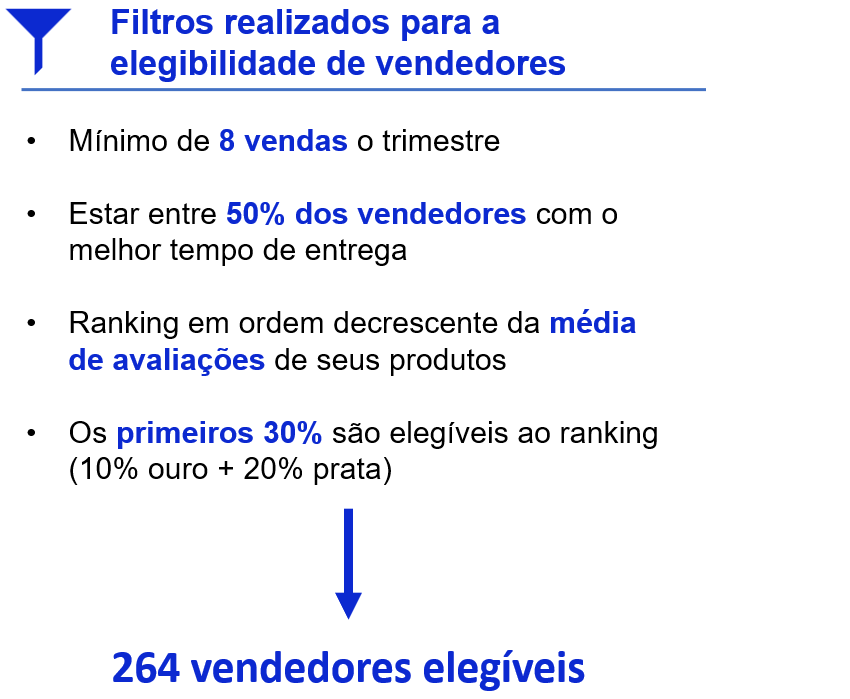 Filtros realizados para a
elegibilidade de vendedores
• Mínimo de 8 vendas o trimestre
• Estar entre 50% dos vendedores com o
melhor tempo de entrega
• Ranking em ordem decrescente da média
de avaliações de seus produtos
• Os primeiros 30% são elegíveis ao ranking
(10% ouro + 20% prata)
264 vendedores elegíveis